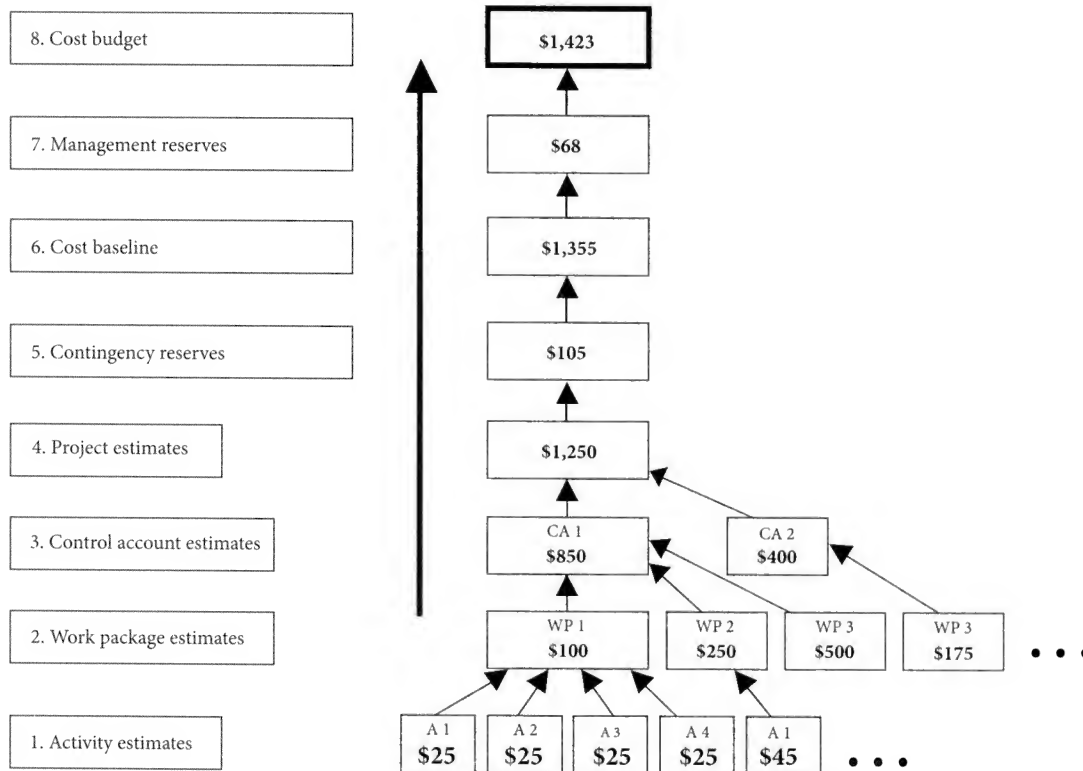 8. Cost budget
$1,423
7. Management reserves
$68
6. Cost baseline
$1,355
5. Contingency reserves
$105
4. Project estimates
$1,250
3. Control account estimates
CA 1
$850
CA 2
$400
2. Work package estimates
WP 1
$100
WP 2
$250
WP 3
$500
WP 3
$175
• • •
1. Activity estimates
A 1
$25
A 2
$25
A 3
$25
A 4
$25
A 1
$45
• • •